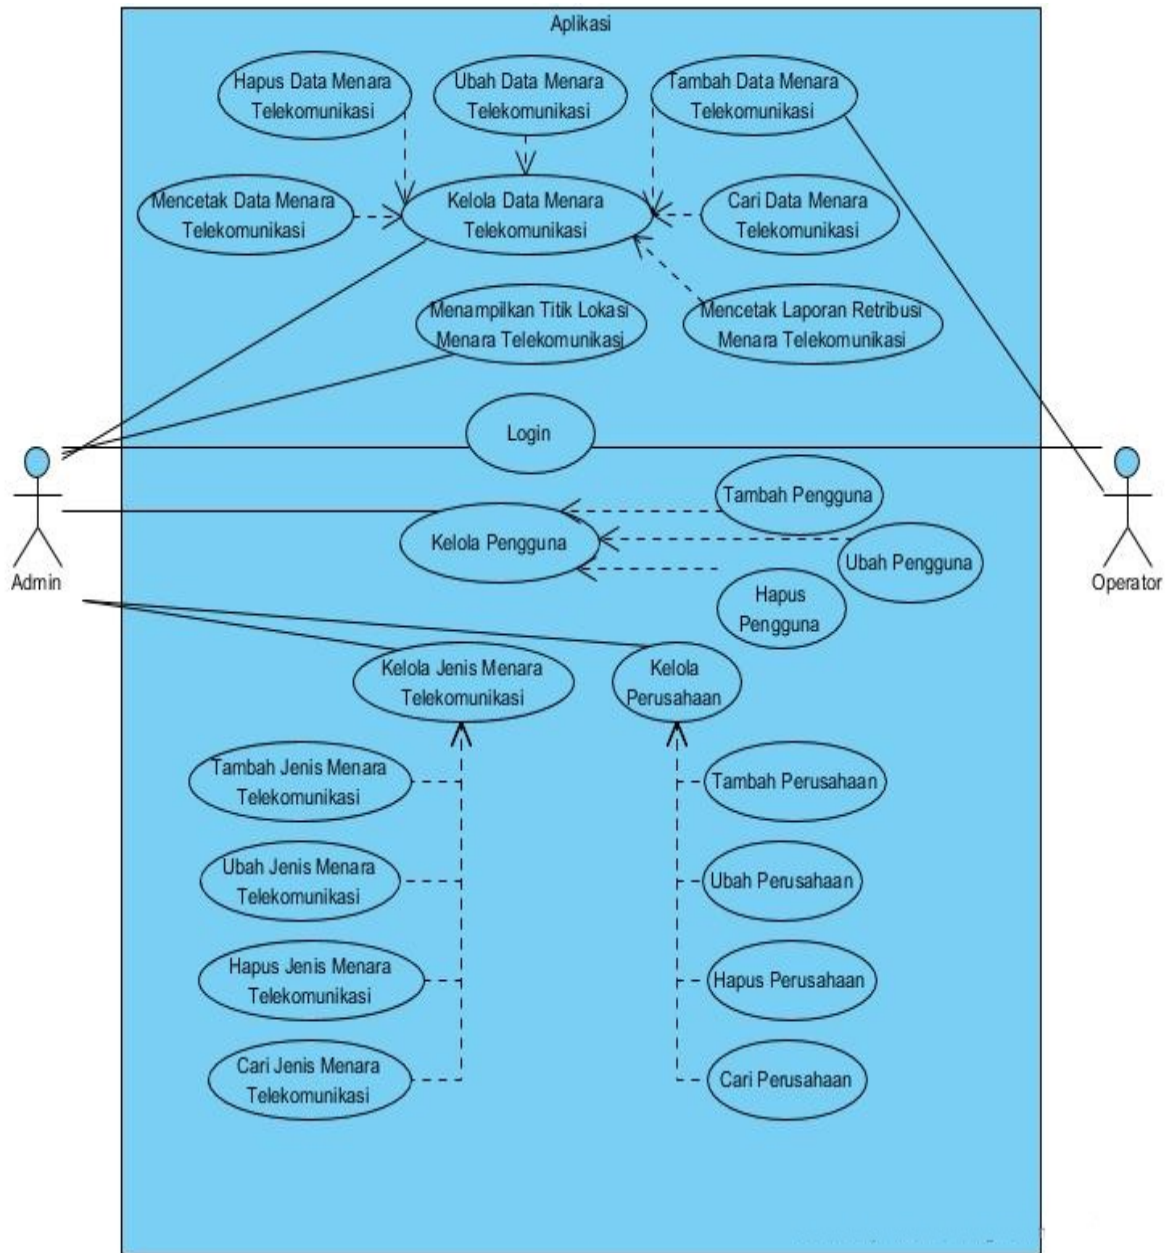 Aplikasi
Hapus Data Menara
Telekomunikasi
Ubah Data Menara
Telekomunikasi
Tambah Data Menara
Telekomunikasi
Mencetak Data Menara
Telekomunikasi
Kelola Data Menara
Telekomunikasi
Cari Data Menara
Telekomunikasi
Menampilkan Titik Lokasi
Menara Telekomunikasi
Mencetak Laporan Retribusi
Menara Telekomunikasi
Login
Tambah Pengguna
Kelola Pengguna
Ubah Pengguna
Admin
Operator
Hapus
Pengguna
Kelola Jenis Menara
Telekomunikasi
Kelola
Perusahaan
Tambah Jenis Menara
Telekomunikasi
Tambah Perusahaan
Ubah Jenis Menara
Telekomunikasi
Ubah Perusahaan
Hapus Jenis Menara
Telekomunikasi
Hapus Perusahaan
Cari Jenis Menara
Telekomunikasi
Cari Perusahaan